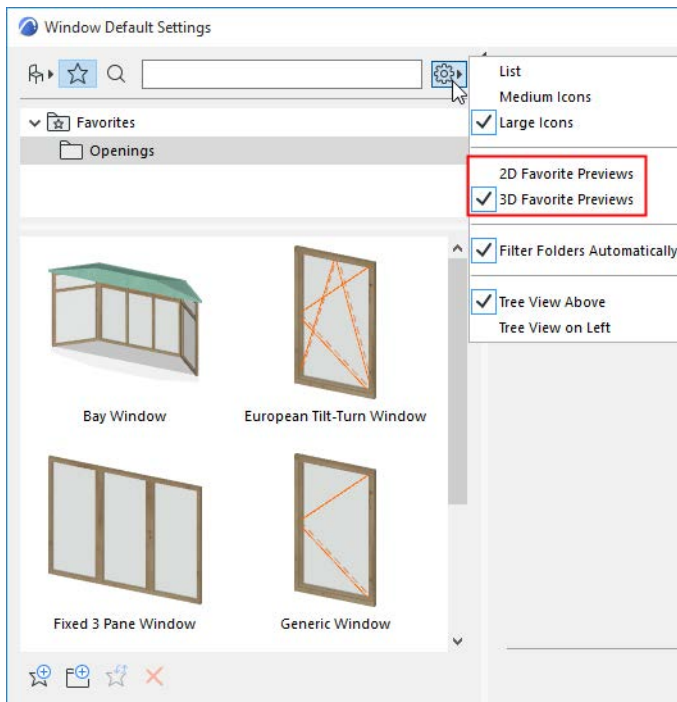 Window Default Settings
List
Medium Icons
Large Icons
Favorites
Openings
2D Favorite Previews
3D Favorite Previews
Filter Folders Automatically
Tree View Above
Tree View on Left
Bay Window
European Tilt-Turn Window
Fixed 3 Pane Window
Generic Window